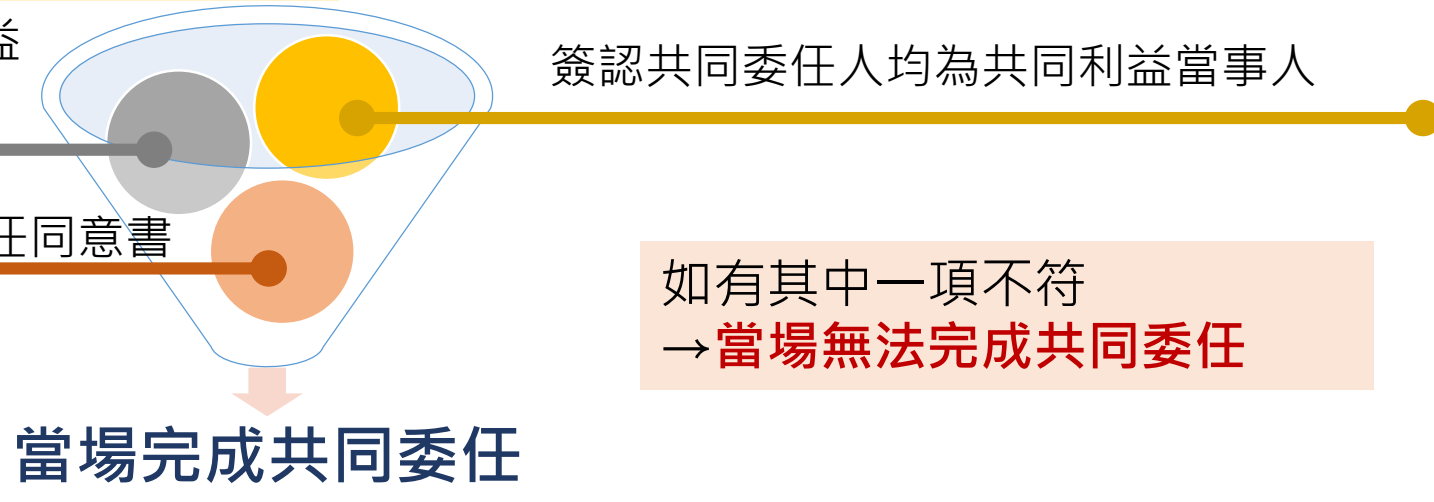 益
簽認共同委任人均為共同利益當事人
任同意書
如有其中一項不符
→當場無法完成共同委任
當場完成共同委任